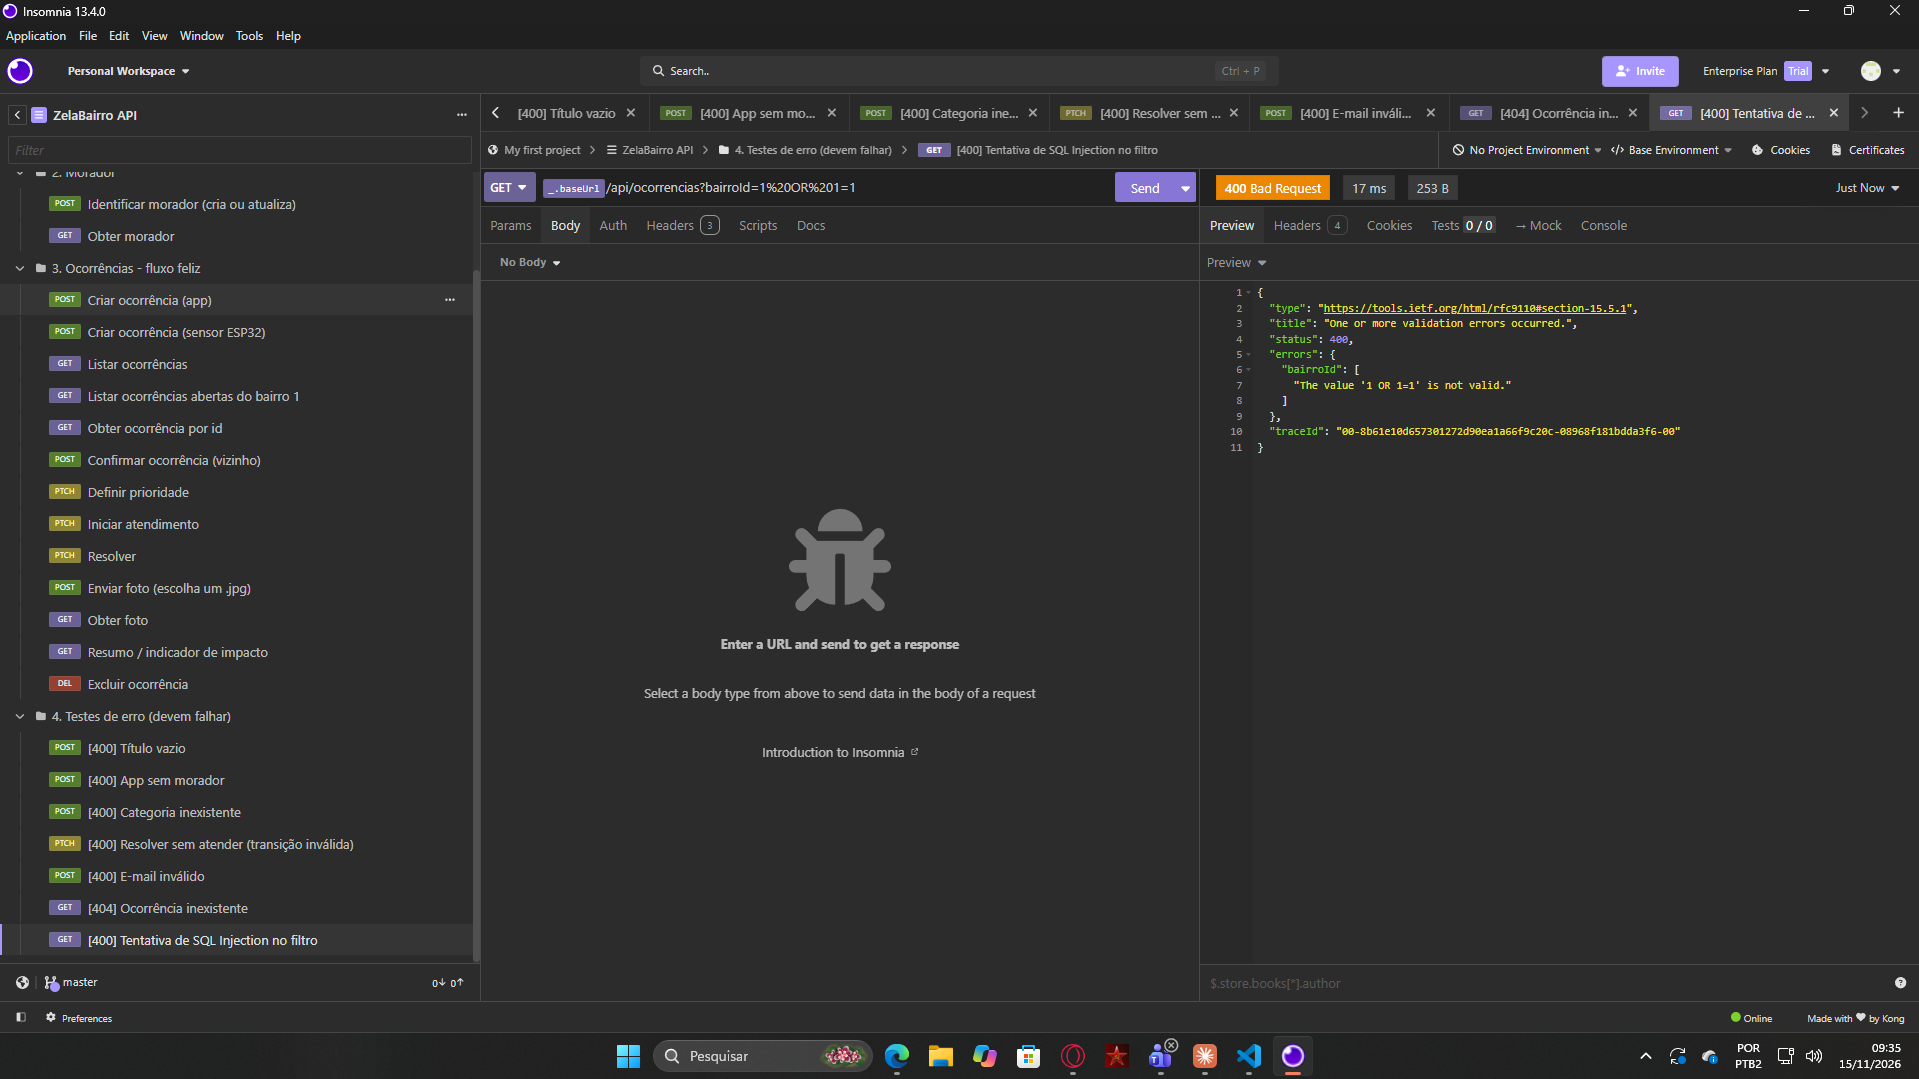 Insomnia 13.4.0
Application File Edit View Window Tools Help
Personal Workspace
Search..
Ctrl + P
Invite
Enterprise Plan Trial
ZelaBairro API
[400] Título vazio
POST [400] App sem mo...
POST [400] Categoria ine...
PTCH [400] Resolver sem ...
POST [400] E-mail inváli...
GET [404] Ocorrência in...
GET [400] Tentativa de ...
Filter
My first project > ZelaBairro API > 4. Testes de erro (devem falhar) > GET [400] Tentativa de SQL Injection no filtro
No Project Environment
Base Environment
Cookies
Certificates
2. Morador
POST Identificar morador (cria ou atualiza)
GET Obter morador
3. Ocorrências - fluxo feliz
POST Criar ocorrência (app)
POST Criar ocorrência (sensor ESP32)
GET Listar ocorrências
GET Listar ocorrências abertas do bairro 1
GET Obter ocorrência por id
POST Confirmar ocorrência (vizinho)
PTCH Definir prioridade
PTCH Iniciar atendimento
PTCH Resolver
POST Enviar foto (escolha um .jpg)
GET Obter foto
GET Resumo / indicador de impacto
DEL Excluir ocorrência
4. Testes de erro (devem falhar)
POST [400] Título vazio
POST [400] App sem morador
POST [400] Categoria inexistente
PTCH [400] Resolver sem atender (transição inválida)
POST [400] E-mail inválido
GET [404] Ocorrência inexistente
GET [400] Tentativa de SQL Injection no filtro
master
0↓ 0↑
Preferences
GET _.baseUrl /api/ocorrencias?bairroId=1%20OR%201=1
Send
Params Body Auth Headers 3 Scripts Docs
No Body
Enter a URL and send to get a response
Select a body type from above to send data in the body of a request
Introduction to Insomnia
400 Bad Request 17 ms 253 B
Just Now
Preview Headers 4 Cookies Tests 0 / 0 → Mock Console
Preview
1 {
2 "type": "https://tools.ietf.org/html/rfc9110#section-15.5.1",
3 "title": "One or more validation errors occurred.",
4 "status": 400,
5 "errors": {
6 "bairroId": [
7 "The value '1 OR 1=1' is not valid."
8 ]
9 },
10 "traceId": "00-8b61e10d657301272d90ea1a66f9c20c-08968f181bdda3f6-00"
11 }
$.store.books[*].author
Online
Made with ♥ by Kong
Pesquisar
POR
PTB2
09:35
15/11/2026